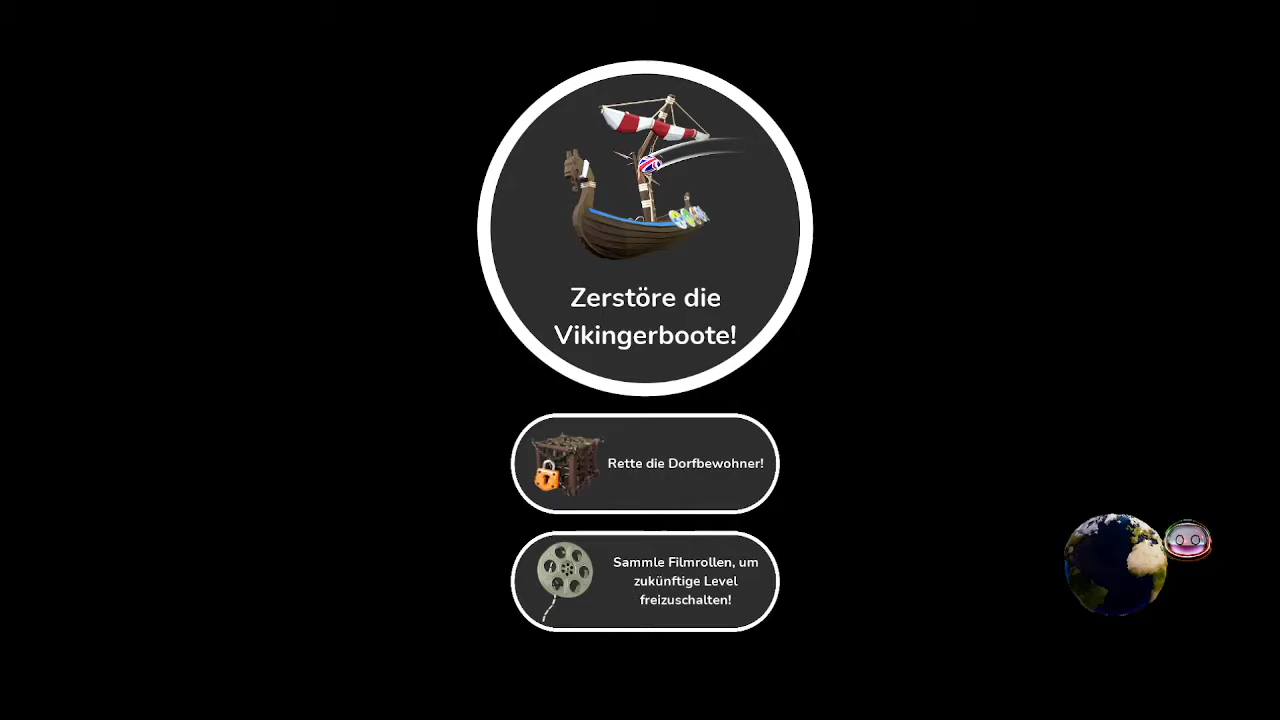 Zerstöre die
Vikingerboote!
Rette die Dorfbewohner!
Sammle Filmrollen, um
zukünftige Level
freizuschalten!